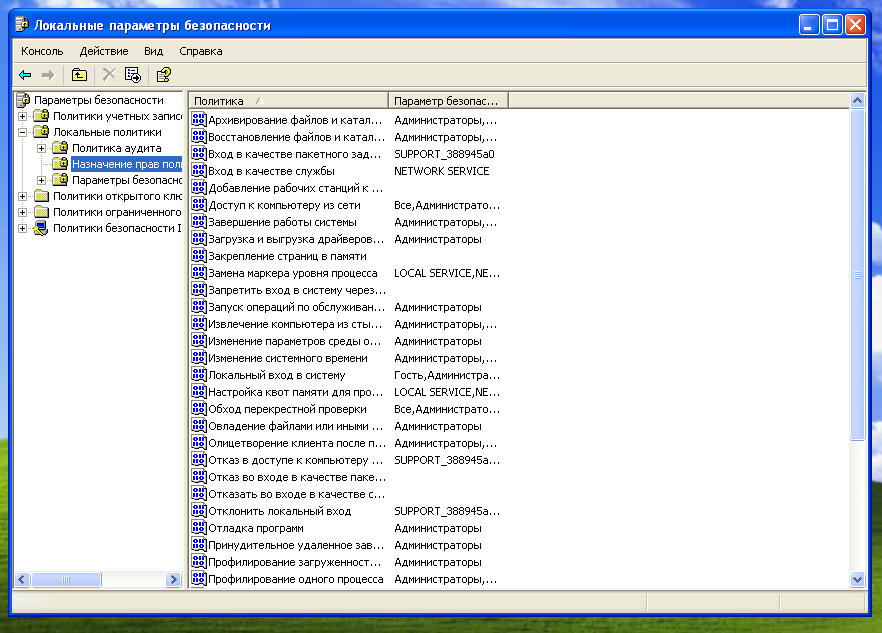 Локальные параметры безопасности
Консоль Действие Вид Справка
Параметры безопасности
Политики учетных записе
Локальные политики
Политика аудита
Назначение прав пол
Параметры безопасно
Политики открытого клю
Политики ограниченного
Политики безопасности I
Политика Параметр безопас...
Архивирование файлов и катал... Администраторы,...
Восстановление файлов и катал... Администраторы,...
Вход в качестве пакетного зад... SUPPORT_388945a0
Вход в качестве службы NETWORK SERVICE
Добавление рабочих станций к ...
Доступ к компьютеру из сети Все,Администрато...
Завершение работы системы Администраторы,...
Загрузка и выгрузка драйверов... Администраторы
Закрепление страниц в памяти
Замена маркера уровня процесса LOCAL SERVICE,NE...
Запретить вход в систему через...
Запуск операций по обслуживан... Администраторы
Извлечение компьютера из сты... Администраторы,...
Изменение параметров среды о... Администраторы
Изменение системного времени Администраторы,...
Локальный вход в систему Гость,Администра...
Настройка квот памяти для про... LOCAL SERVICE,NE...
Обход перекрестной проверки Все,Администрато...
Овладение файлами или иными ... Администраторы
Олицетворение клиента после п... Администраторы,...
Отказ в доступе к компьютеру ... SUPPORT_388945a...
Отказ во входе в качестве паке...
Отказать во входе в качестве с...
Отклонить локальный вход SUPPORT_388945a...
Отладка программ Администраторы
Принудительное удаленное зав... Администраторы
Профилирование загруженност... Администраторы
Профилирование одного процесса Администраторы,...